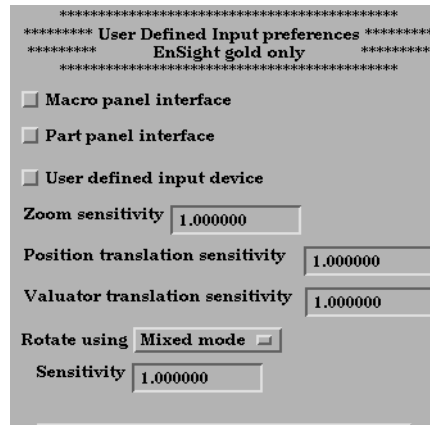 ******************************************
********* User Defined Input preferences *********
********* EnSight gold only *********
******************************************
Macro panel interface
Part panel interface
User defined input device
Zoom sensitivity 1.000000
Position translation sensitivity 1.000000
Valuator translation sensitivity 1.000000
Rotate using Mixed mode
Sensitivity 1.000000